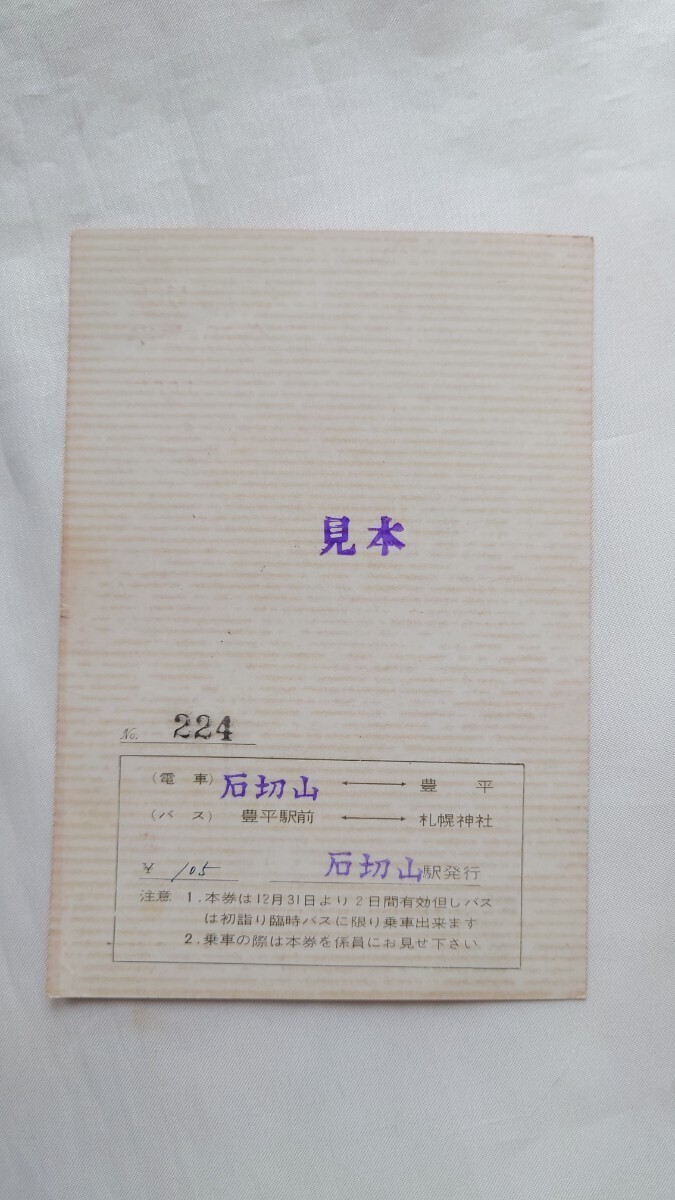 見本
No. 224
(電車) 石切山 ←→ 豊平
(バス) 豊平駅前 ←→ 札幌神社
¥ 105 石切山駅発行
注意 1.本券は12月31日より2日間有効但しバス
は初詣り臨時バスに限り乗車出来ます
2.乗車の際は本券を係員にお見せ下さい